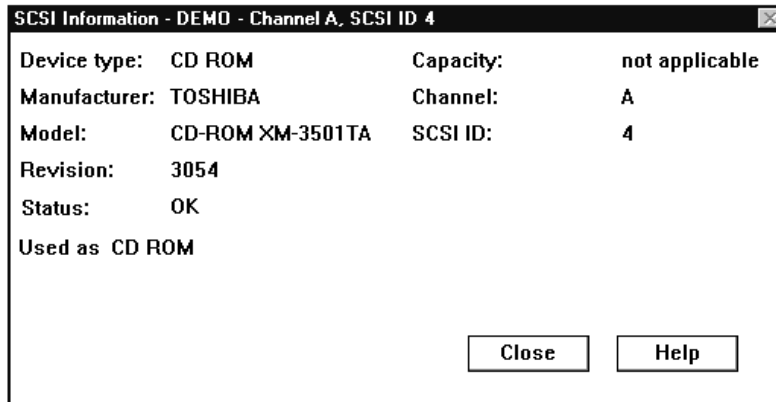 SCSI Information - DEMO - Channel A, SCSI ID 4
Device type: CD ROM Capacity: not applicable
Manufacturer: TOSHIBA Channel: A
Model: CD-ROM XM-3501TA SCSI ID: 4
Revision: 3054
Status: OK
Used as CD ROM
Close Help